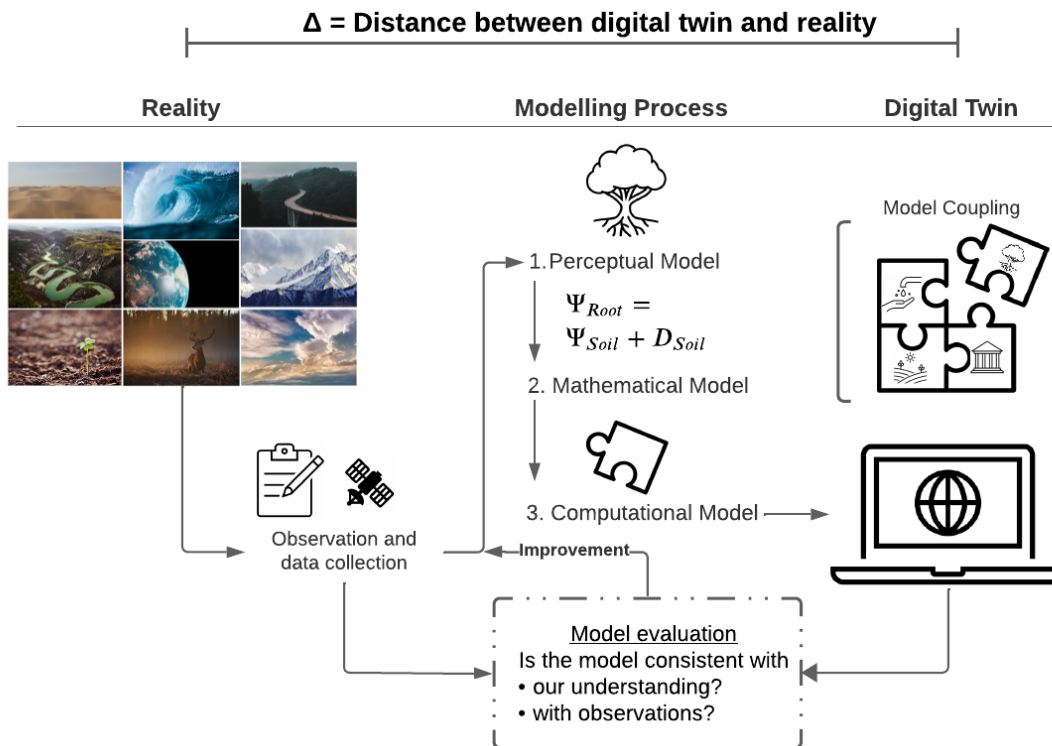 Δ = Distance between digital twin and reality
Reality
Modelling Process
Digital Twin
Model Coupling
1. Perceptual Model
Ψ_Root =
Ψ_Soil + D_Soil
2. Mathematical Model
3. Computational Model
Observation and
data collection
Improvement
Model evaluation
Is the model consistent with
• our understanding?
• with observations?